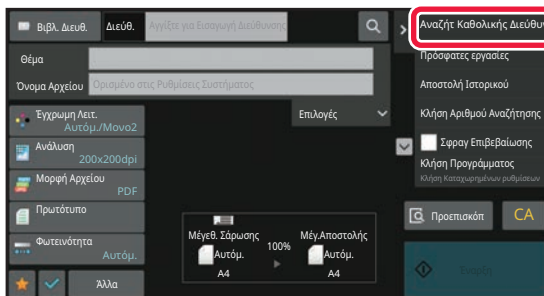 Βιβλ. Διευθ.
Διεύθ.
Αγγίξτε για Εισαγωγή Διεύθυνσης
Αναζήτ Καθολικής Διεύθυν
Θέμα
Πρόσφατες εργασίες
Όνομα Αρχείου
Ορισμένο στις Ρυθμίσεις Συστήματος
Αποστολή Ιστορικού
Έγχρωμη Λειτ.
Αυτόμ./Μονο2
Επιλογές
Κλήση Αριθμού Αναζήτησης
Ανάλυση
200x200dpi
Σφραγ Επιβεβαίωσης
Κλήση Προγράμματος
Κλήση Καταχωρημένων ρυθμίσεων
Μορφή Αρχείου
PDF
Πρωτότυπο
Προεπισκόπ
CA
Φωτεινότητα
Αυτόμ.
Μέγεθ. Σάρωσης
Αυτόμ.
A4
100%
Μέγ.Αποστολής
Αυτόμ.
A4
Άλλα